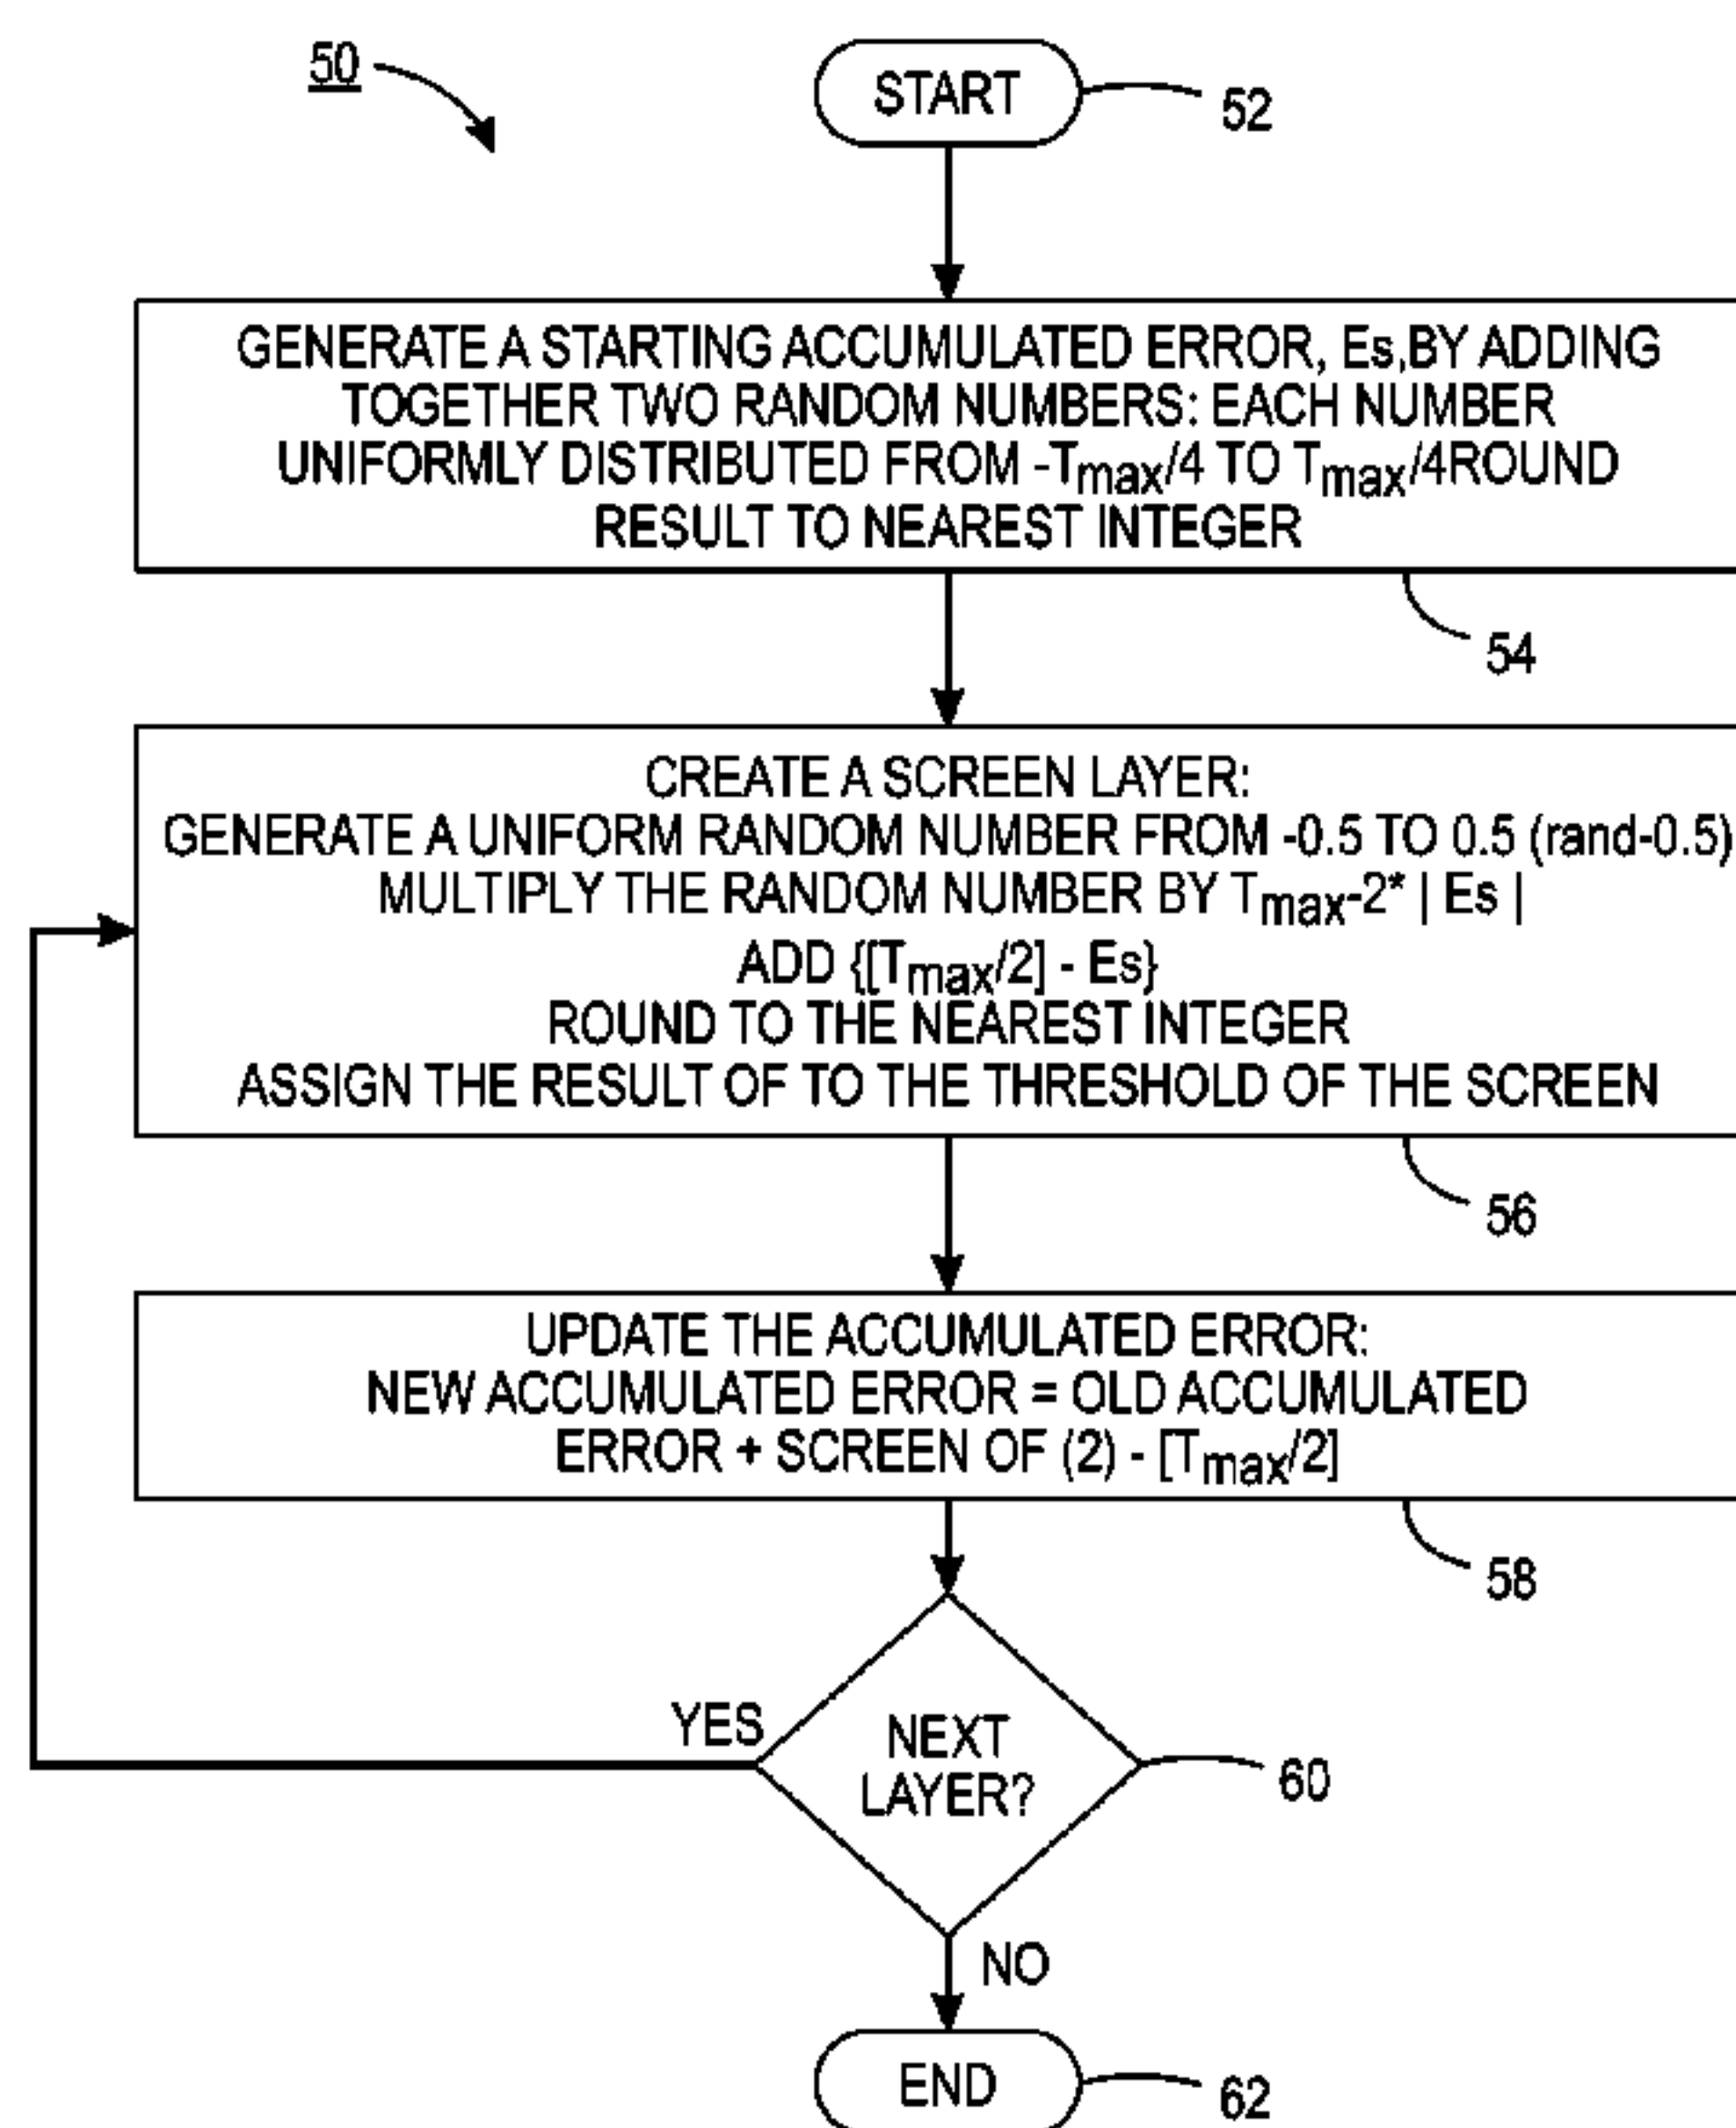 50
START
52
GENERATE A STARTING ACCUMULATED ERROR, Es,BY ADDING
TOGETHER TWO RANDOM NUMBERS: EACH NUMBER
UNIFORMLY DISTRIBUTED FROM -Tmax/4 TO Tmax/4ROUND
RESULT TO NEAREST INTEGER
54
CREATE A SCREEN LAYER:
GENERATE A UNIFORM RANDOM NUMBER FROM -0.5 TO 0.5 (rand-0.5)
MULTIPLY THE RANDOM NUMBER BY Tmax-2* | Es |
ADD {[Tmax/2] - Es}
ROUND TO THE NEAREST INTEGER
ASSIGN THE RESULT OF TO THE THRESHOLD OF THE SCREEN
56
UPDATE THE ACCUMULATED ERROR:
NEW ACCUMULATED ERROR = OLD ACCUMULATED
ERROR + SCREEN OF (2) - [Tmax/2]
58
YES
NEXT
LAYER?
60
NO
END
62